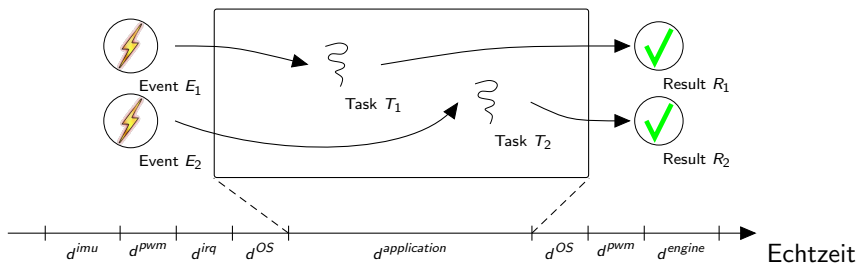 Event E₁
Task T₁
Result R₁
Event E₂
Task T₂
Result R₂
d^imu d^pwm d^irq d^OS d^application d^OS d^pwm d^engine
Echtzeit